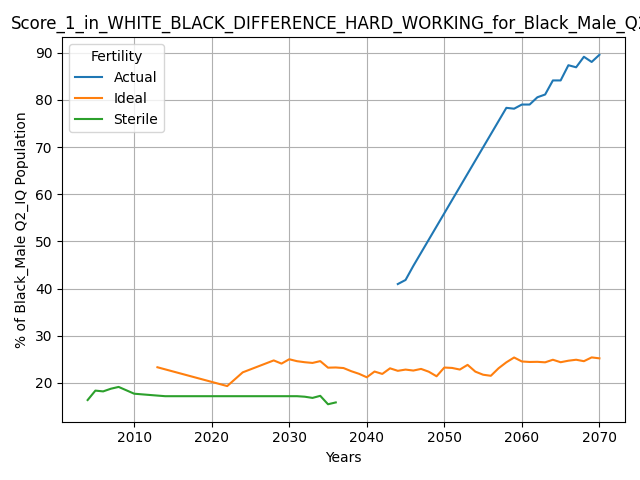 Score_1_in_WHITE_BLACK_DIFFERENCE_HARD_WORKING_for_Black_Male_Q2
% of Black_Male Q2_IQ Population
90
80
70
60
50
40
30
20
Fertility
Actual
Ideal
Sterile
2010 2020 2030 2040 2050 2060 2070
Years